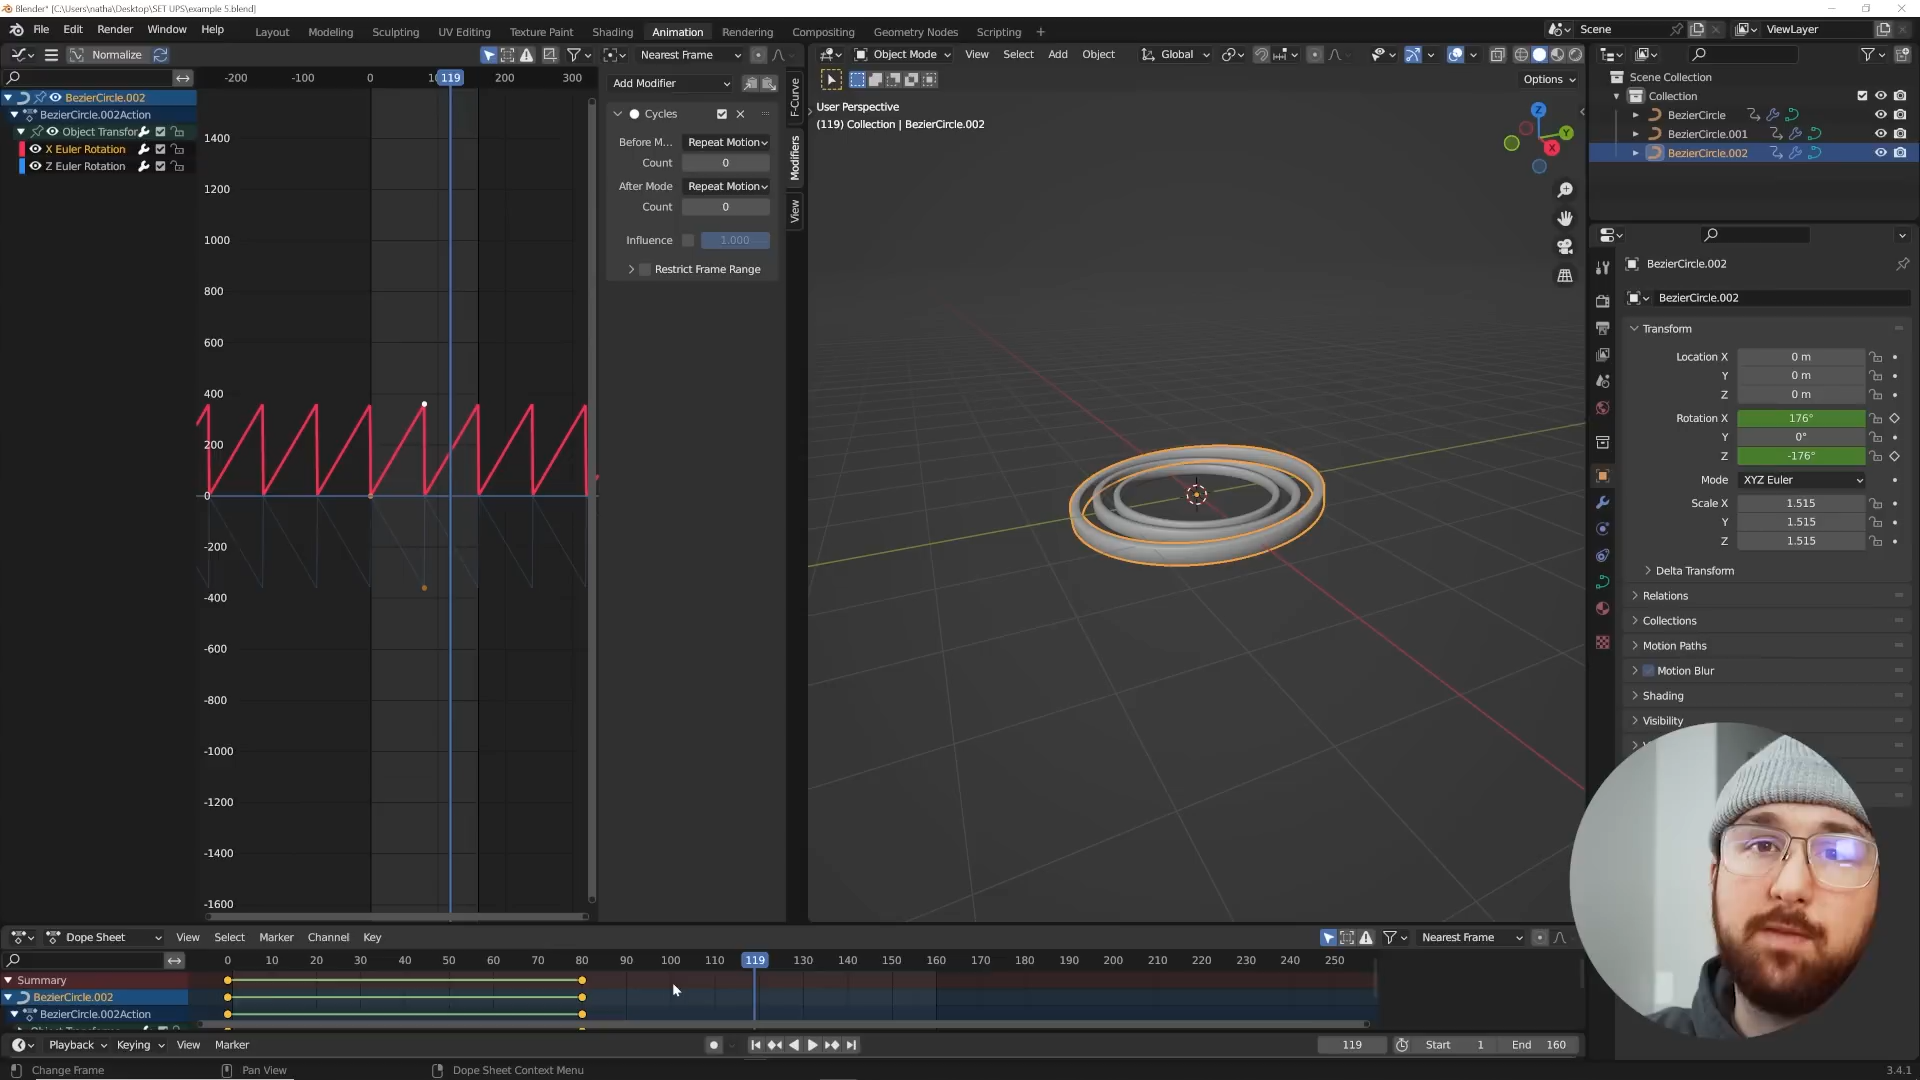 Blender* [C:\Users\natha\Desktop\SET UPS\example 5.blend]
File Edit Render Window Help Layout Modeling Sculpting UV Editing Texture Paint Shading Animation Rendering Compositing Geometry Nodes Scripting + Scene ViewLayer
Normalize Nearest Frame Object Mode View Select Add Object Global
-200 -100 0 119 200 300
Add Modifier
Options
BezierCircle.002
BezierCircle.002Action
Object Transfor
X Euler Rotation
Z Euler Rotation
1400
1200
1000
800
600
400
200
0
-200
-400
-600
-800
-1000
-1200
-1400
-1600
Cycles
Before M... Repeat Motion
Count 0
After Mode Repeat Motion
Count 0
Influence 1.000
Restrict Frame Range
F-Curve
Modifiers
View
User Perspective
(119) Collection | BezierCircle.002
Z
Y
X
Scene Collection
Collection
BezierCircle
BezierCircle.001
BezierCircle.002
BezierCircle.002
BezierCircle.002
Transform
Location X 0 m
Y 0 m
Z 0 m
Rotation X 176°
Y 0°
Z -176°
Mode XYZ Euler
Scale X 1.515
Y 1.515
Z 1.515
Delta Transform
Relations
Collections
Motion Paths
Motion Blur
Shading
Visibility
Dope Sheet View Select Marker Channel Key Nearest Frame
0 10 20 30 40 50 60 70 80 90 100 110 119 130 140 150 160 170 180 190 200 210 220 230 240 250
Summary
BezierCircle.002
BezierCircle.002Action
Playback Keying View Marker 119 Start 1 End 160
Change Frame Pan View Dope Sheet Context Menu 3.4.1